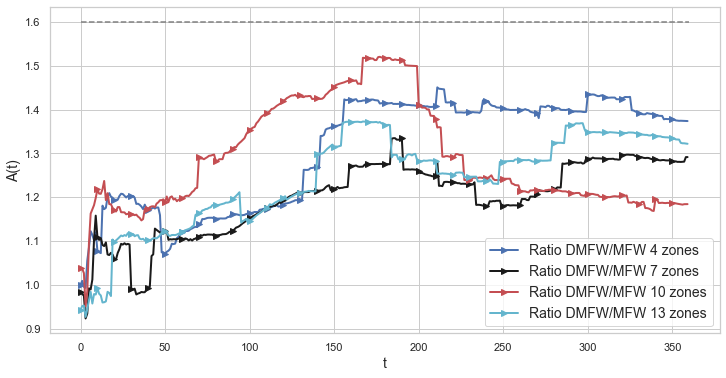 1.6
1.5
1.4
1.3
1.2
1.1
1.0
0.9
A(t)
0 50 100 150 200 250 300 350
t
Ratio DMFW/MFW 4 zones
Ratio DMFW/MFW 7 zones
Ratio DMFW/MFW 10 zones
Ratio DMFW/MFW 13 zones